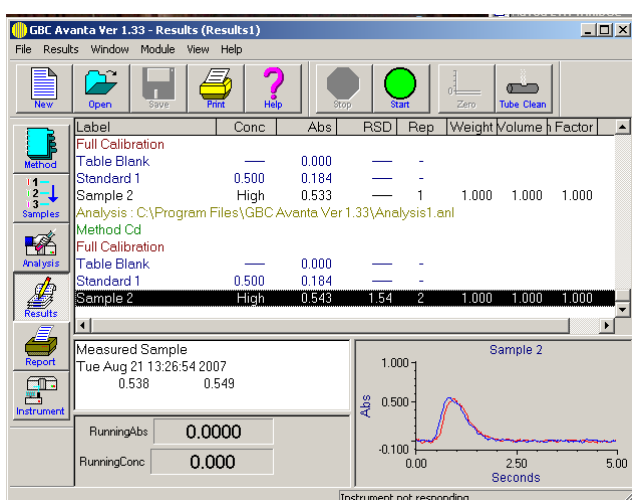 GBC Avanta Ver 1.33 - Results (Results1)
File Results Window Module View Help
New Open Save Print Help Stop Start Zero Tube Clean
Method
Samples
Analysis
Results
Report
Instrument
Label Conc Abs RSD Rep Weight Volume n Factor
Full Calibration
Table Blank —— 0.000 —— -
Standard 1 0.500 0.184 —— -
Sample 2 High 0.533 —— 1 1.000 1.000 1.000
Analysis : C:\Program Files\GBC Avanta Ver 1.33\Analysis1.anl
Method Cd
Full Calibration
Table Blank —— 0.000 —— -
Standard 1 0.500 0.184 —— -
Sample 2 High 0.543 1.54 2 1.000 1.000 1.000
Measured Sample
Tue Aug 21 13:26:54 2007
0.538 0.549
RunningAbs 0.0000
RunningConc 0.000
Sample 2
1.000
Abs
0.500
-0.100
0.00 2.50 5.00
Seconds
Instrument not responding